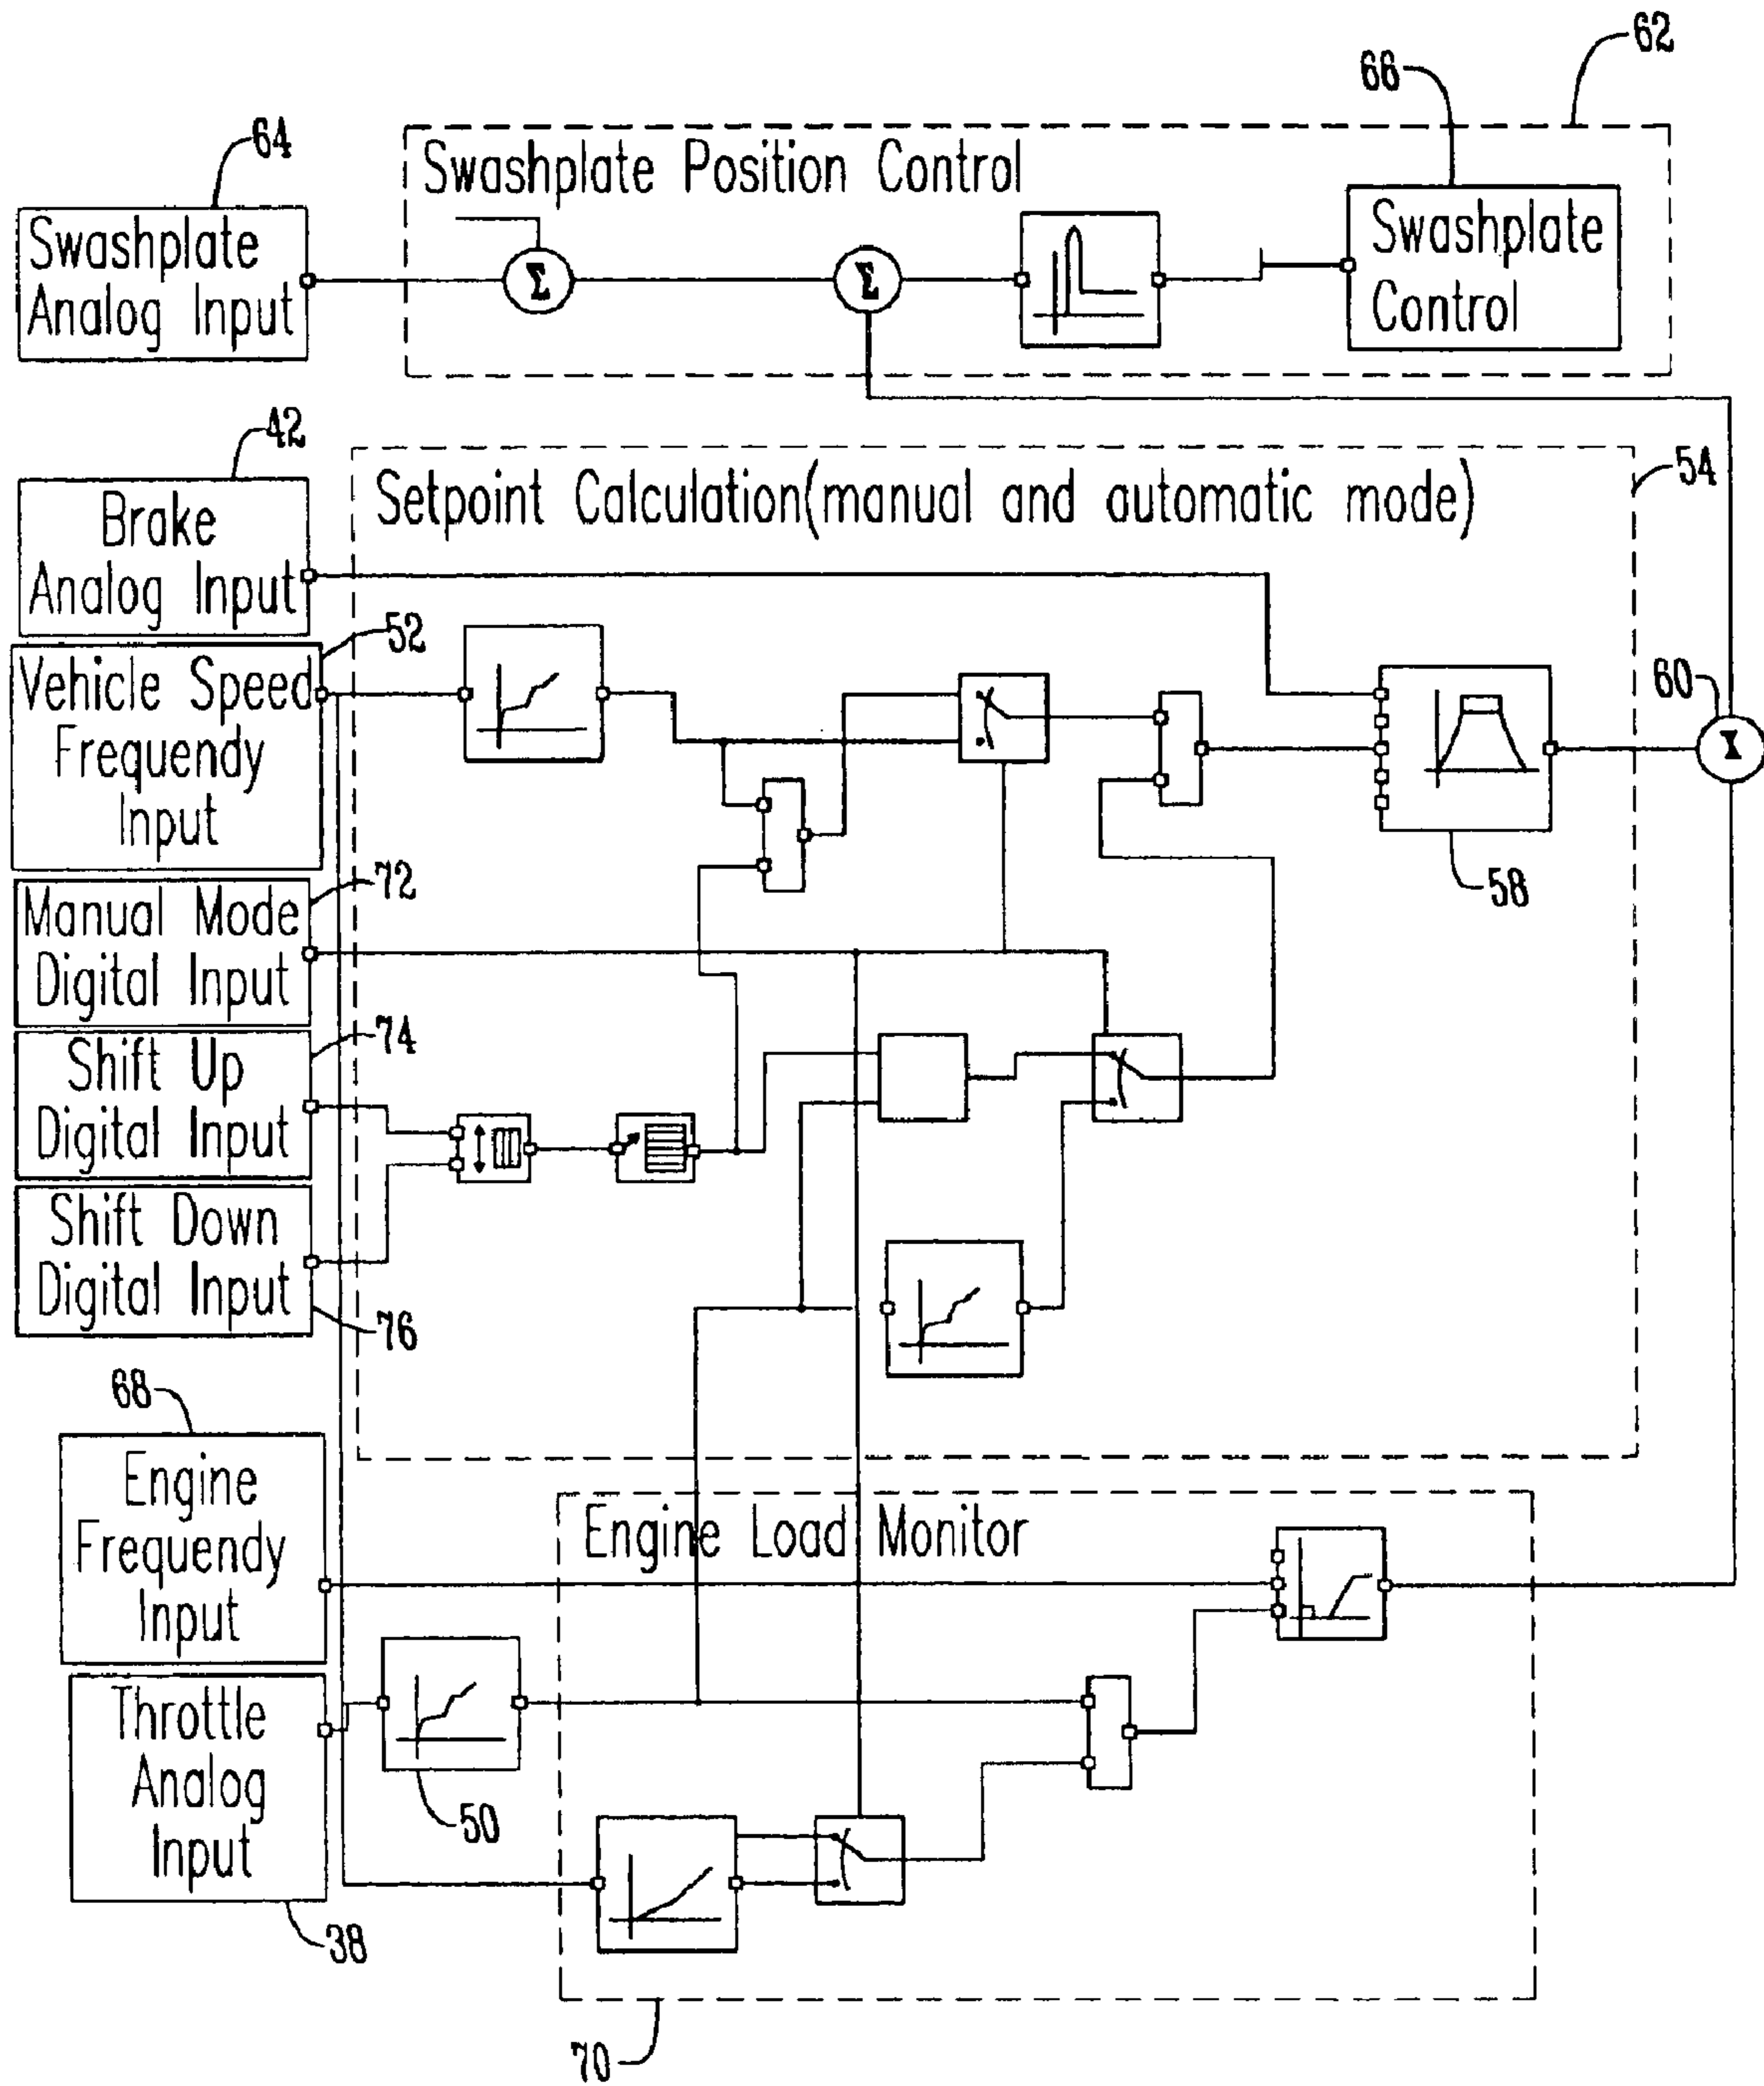 62
66
64
Swashplate Position Control
Swashplate
Analog Input
Σ
Σ
Swashplate
Control
42
54
Setpoint Calculation(manual and automatic mode)
Brake
Analog Input
52
Vehicle Speed
Frequendy
Input
60
58
72
Manual Mode
Digital Input
74
Shift Up
Digital Input
Shift Down
Digital Input
76
68
Engine
Frequendy
Input
Engine Load Monitor
Throttle
Analog
Input
50
38
70